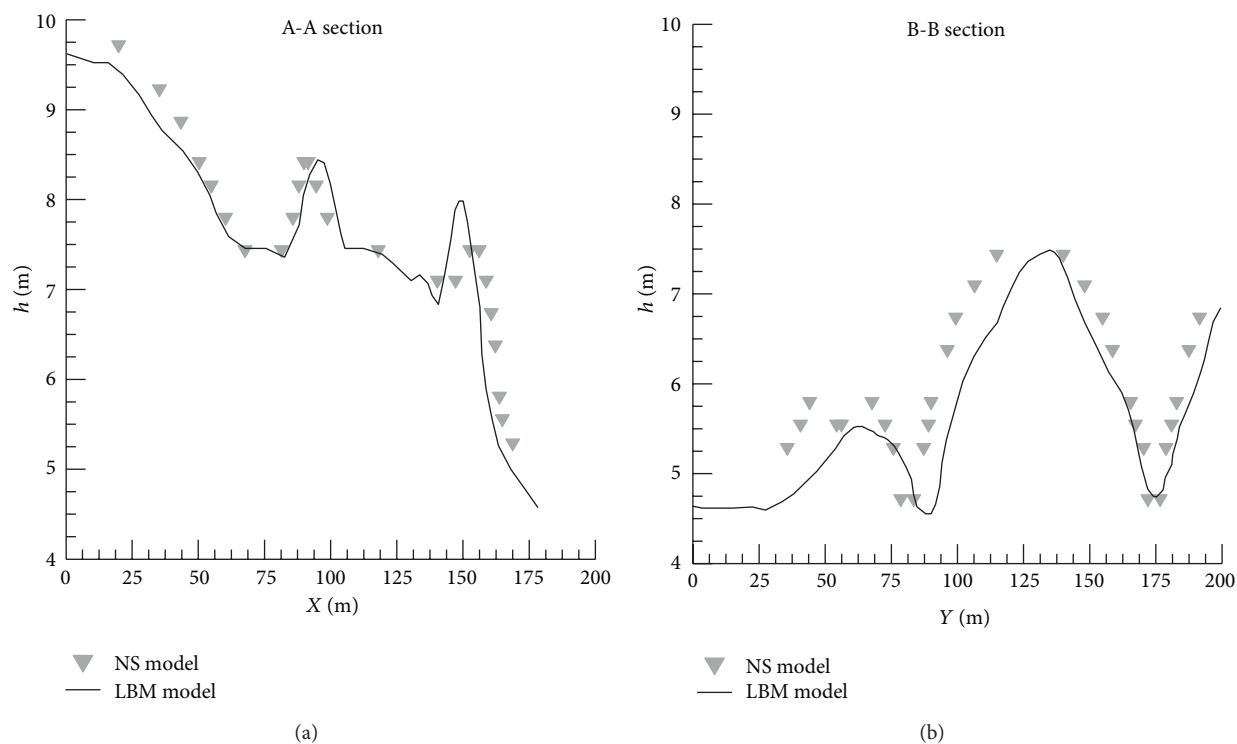 A-A section
10
9
8
7
6
5
4
h (m)
0 25 50 75 100 125 150 175 200
X (m)
NS model
LBM model
(a)
B-B section
10
9
8
7
6
5
4
h (m)
0 25 50 75 100 125 150 175 200
Y (m)
NS model
LBM model
(b)